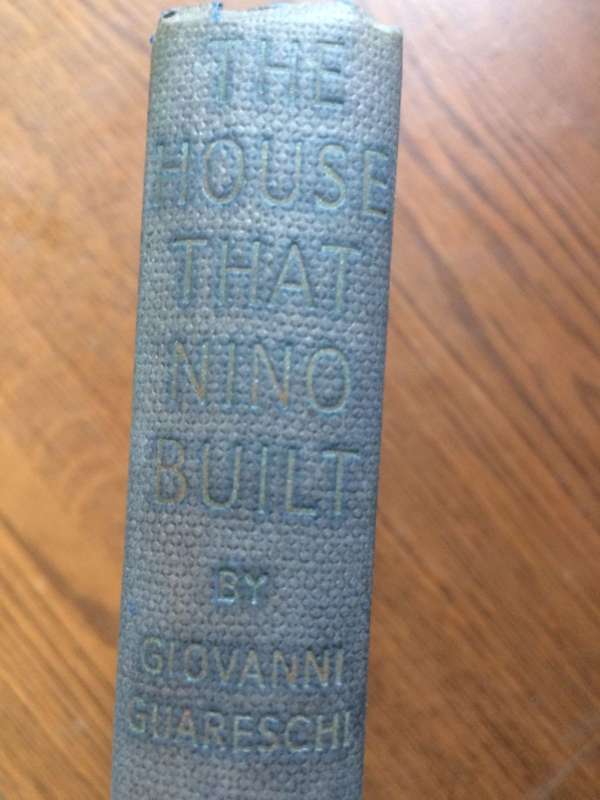 THE
HOUSE
THAT
NINO
BUILT
BY
GIOVANNI
GUARESCHI